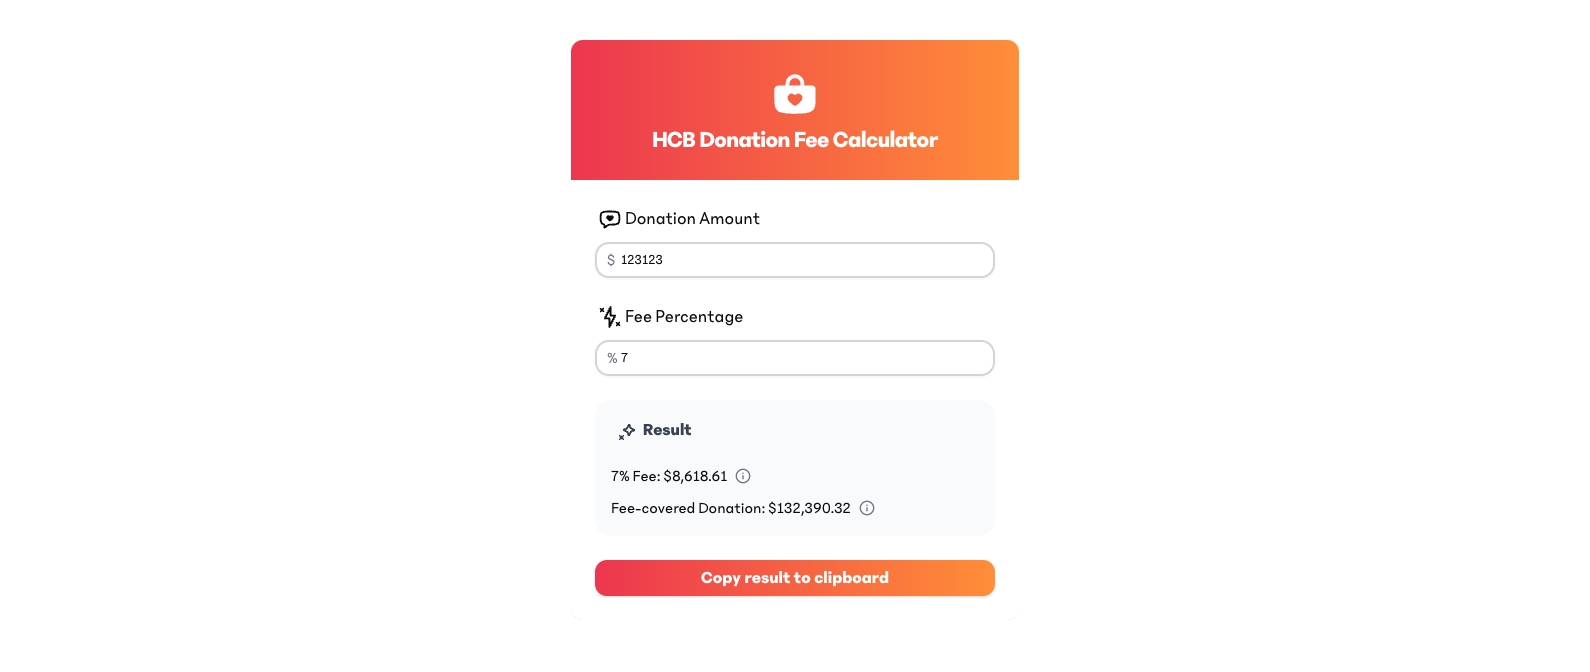 HCB Donation Fee Calculator
Donation Amount
$ 123123
Fee Percentage
% 7
Result
7% Fee: $8,618.61
Fee-covered Donation: $132,390.32
Copy result to clipboard